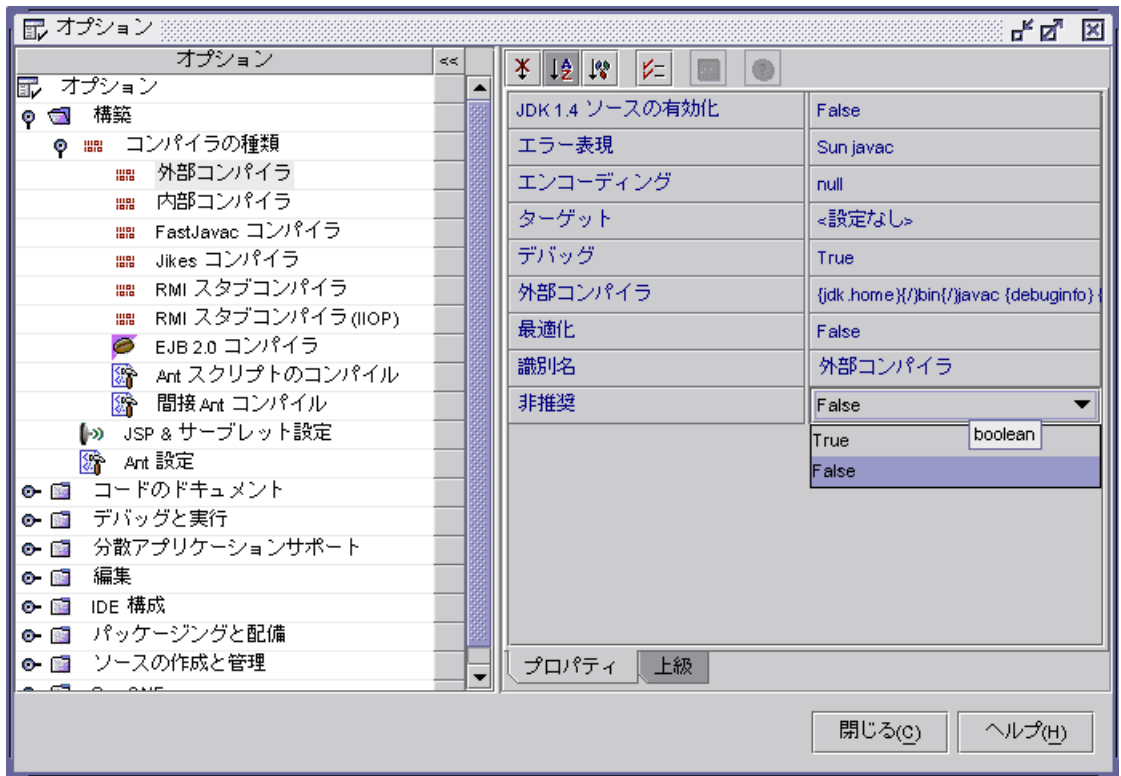 オプション
オプション <<
オプション
構築
コンパイラの種類
外部コンパイラ
内部コンパイラ
FastJavac コンパイラ
Jikes コンパイラ
RMI スタブコンパイラ
RMI スタブコンパイラ (IIOP)
EJB 2.0 コンパイラ
Ant スクリプトのコンパイル
間接 Ant コンパイル
JSP & サーブレット設定
Ant 設定
コードのドキュメント
デバッグと実行
分散アプリケーションサポート
編集
IDE 構成
パッケージングと配備
ソースの作成と管理
JDK 1.4 ソースの有効化 False
エラー表現 Sun javac
エンコーディング null
ターゲット <設定なし>
デバッグ True
外部コンパイラ {jdk.home}{/}bin{/}javac {debuginfo} {
最適化 False
識別名 外部コンパイラ
非推奨 False
True
boolean
False
プロパティ 上級
閉じる(C) ヘルプ(H)